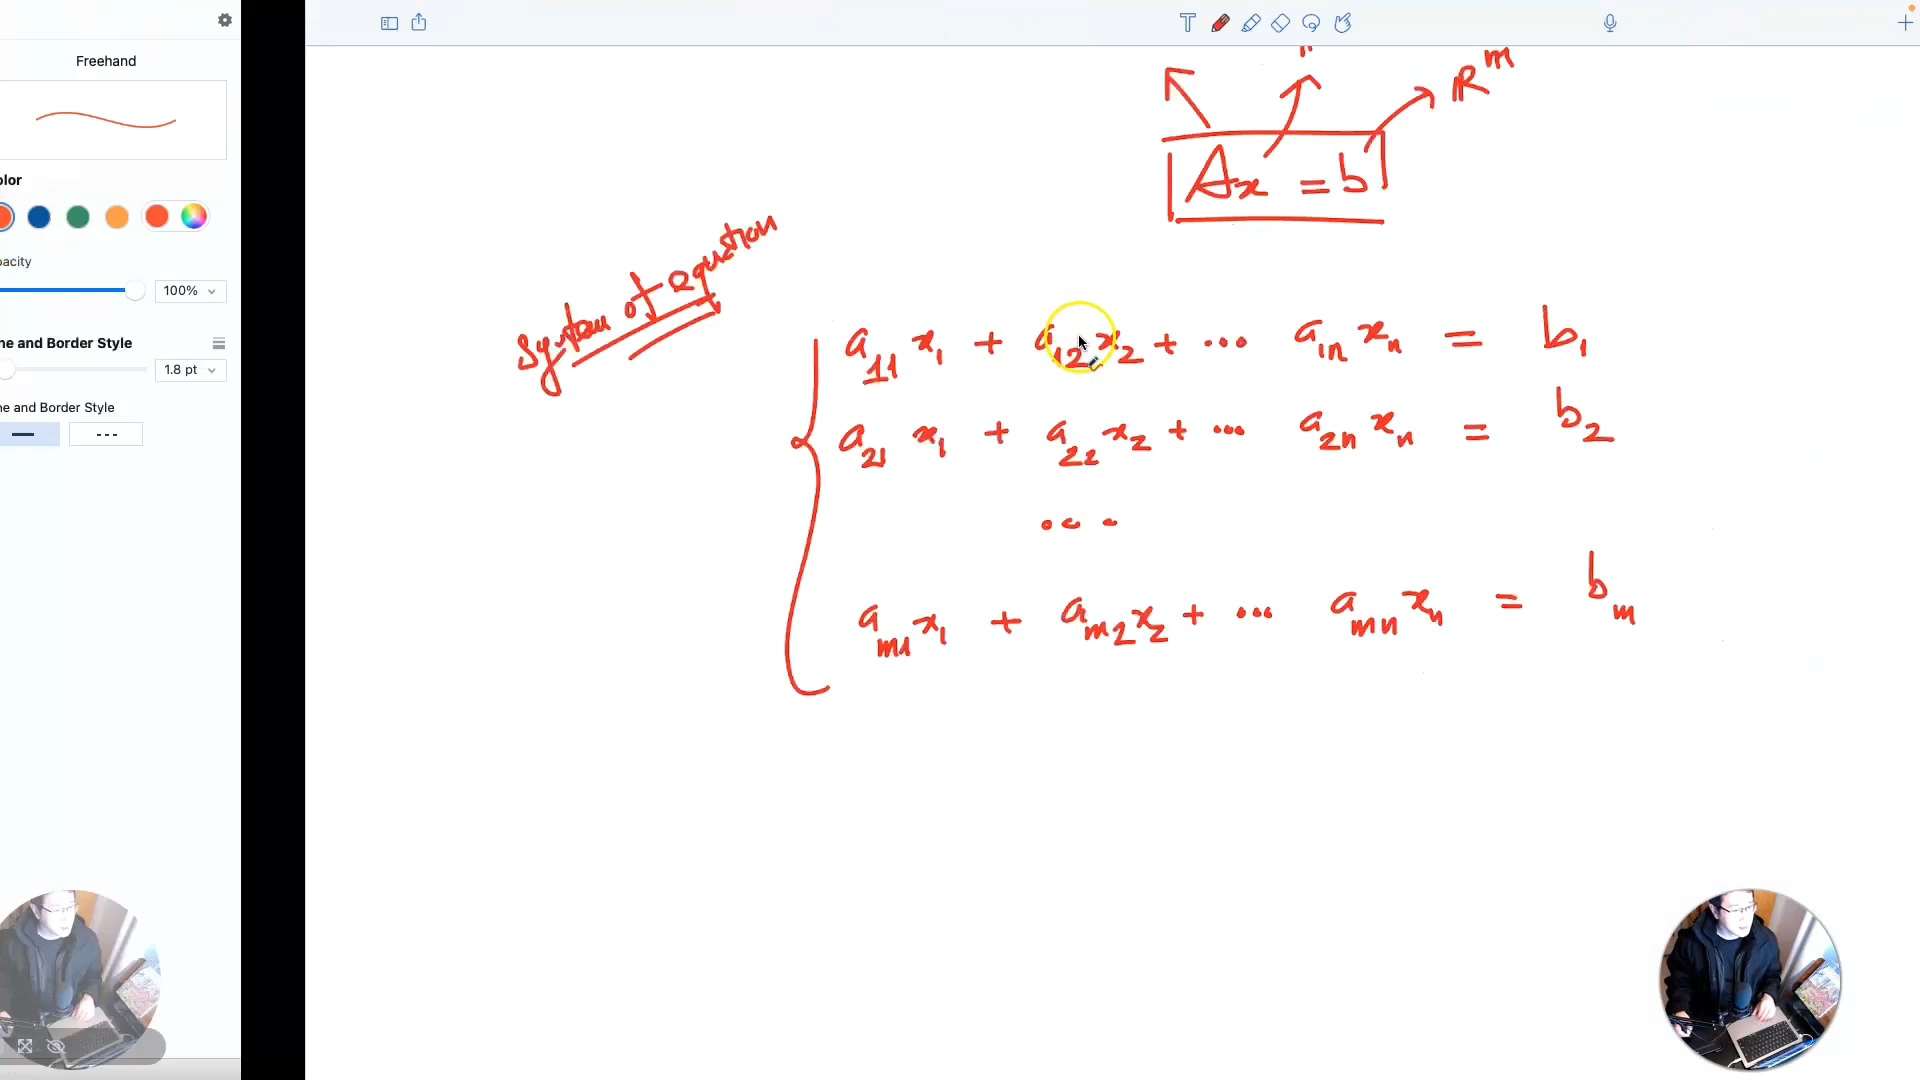 Freehand
olor
pacity
100%
ne and Border Style
1.8 pt
ne and Border Style
T
ℝᵐ
Ax = b
System of equation
a₁₁ x₁ + a₁₂ x₂ + ... a₁ₙ xₙ = b₁
a₂₁ x₁ + a₂₂ x₂ + ... a₂ₙ xₙ = b₂
...
aₘ₁ x₁ + aₘ₂ x₂ + ... aₘₙ xₙ = bₘ